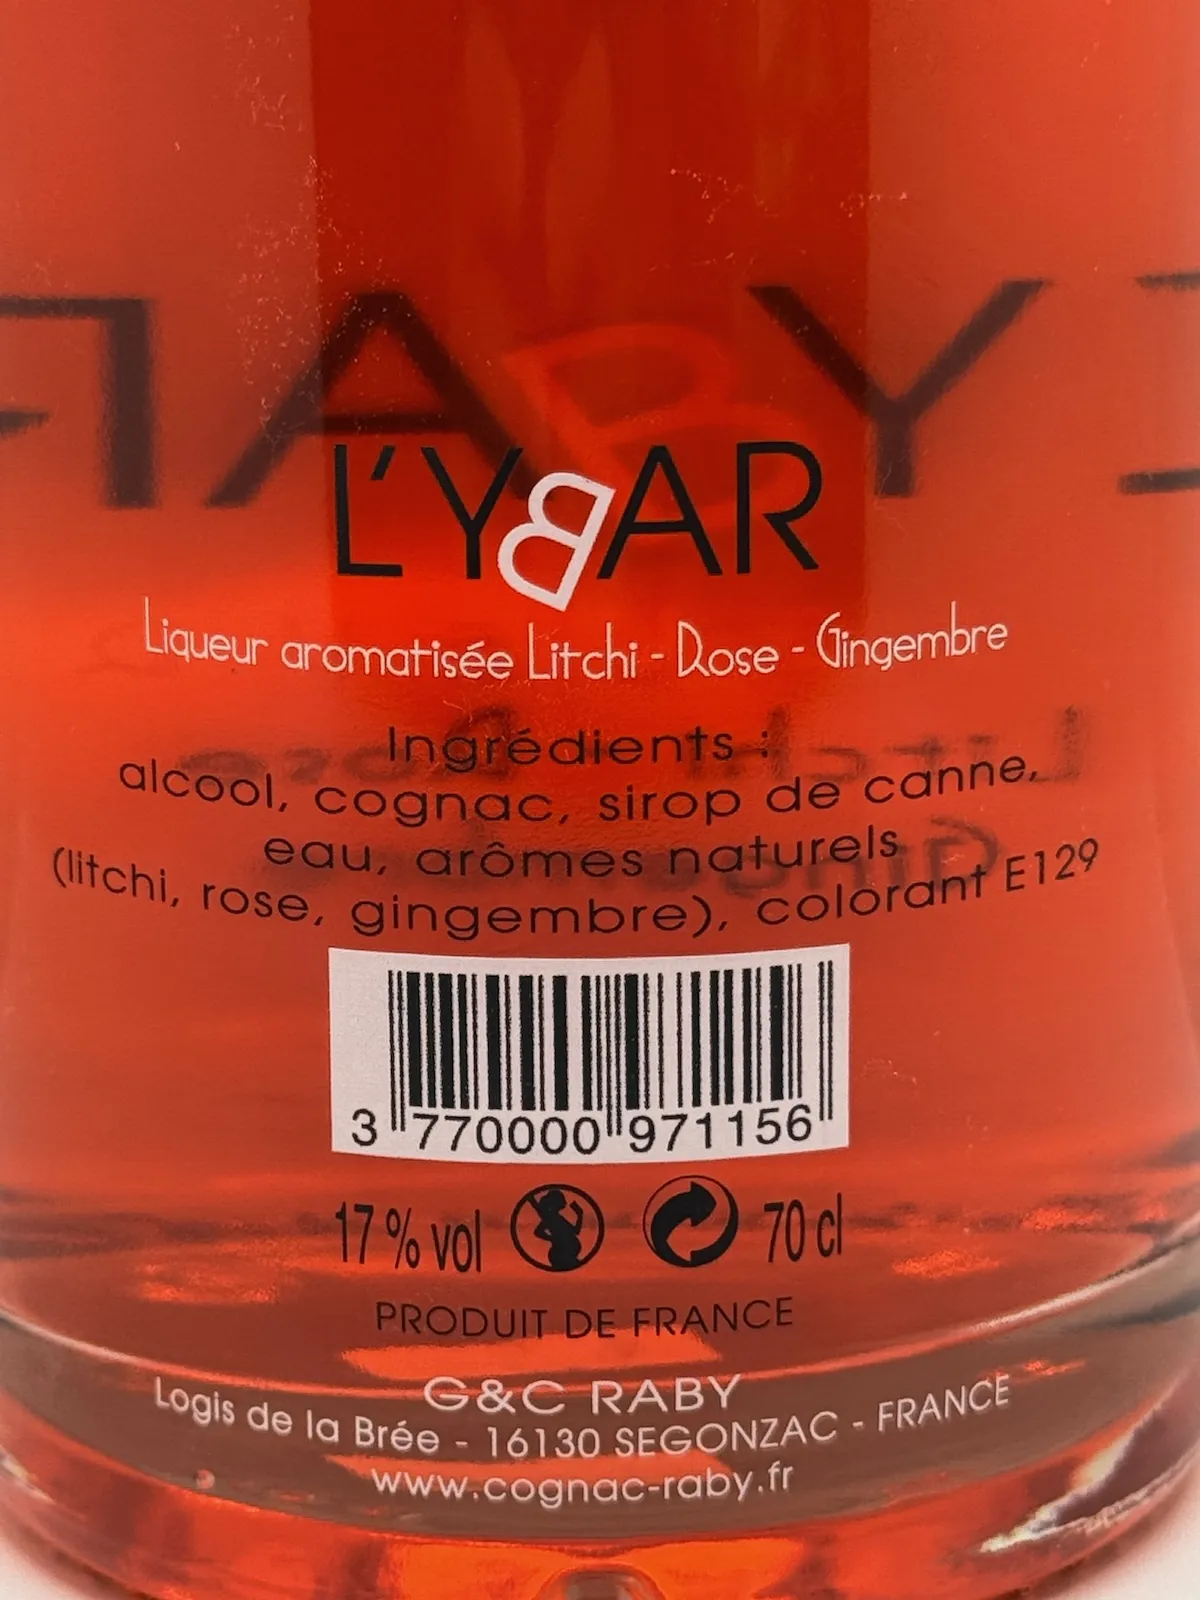 L'YBAR
Liqueur aromatisée Litchi - Rose - Gingembre
Ingrédients :
alcool, cognac, sirop de canne,
eau, arômes naturels
(litchi, rose, gingembre), colorant E129
3 770000 971156
17 % vol 70 cl
PRODUIT DE FRANCE
G&C RABY
Logis de la Brée - 16130 SEGONZAC - FRANCE
www.cognac-raby.fr